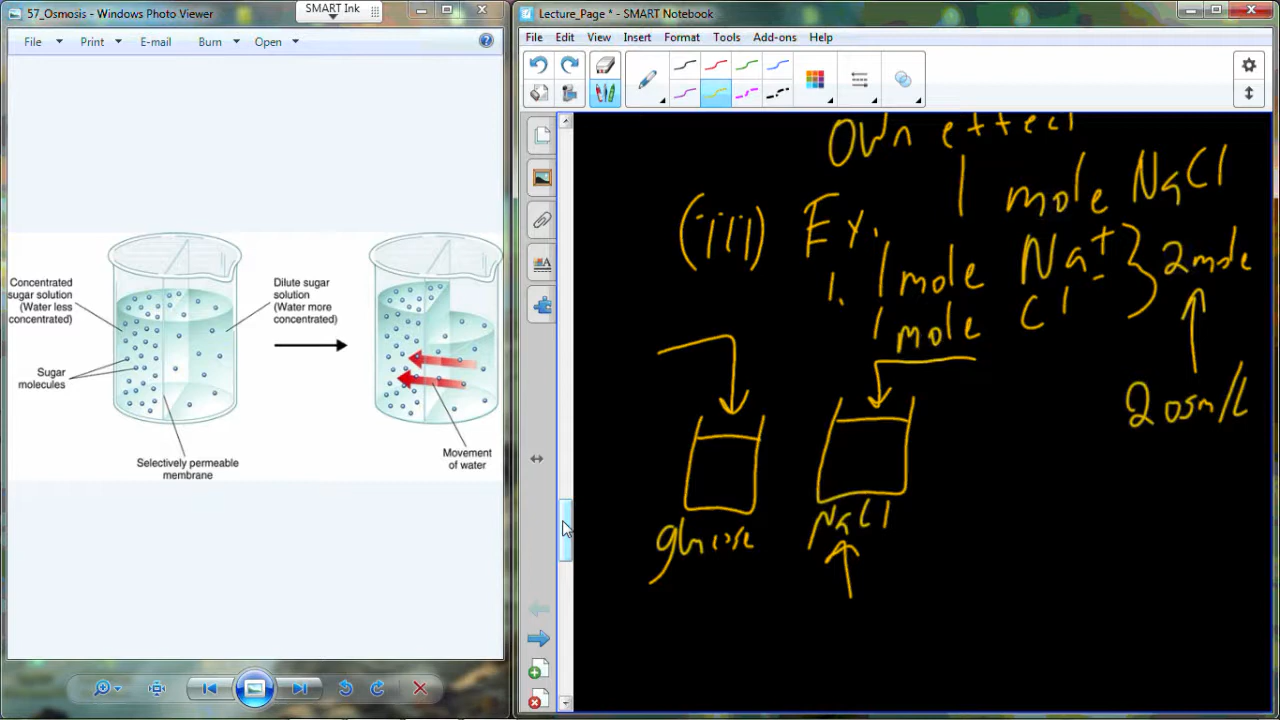 57_Osmosis - Windows Photo Viewer
SMART Ink
File Print E-mail Burn Open
Concentrated
sugar solution
(Water less
concentrated)
Sugar
molecules
Dilute sugar
solution
(Water more
concentrated)
Selectively permeable
membrane
Movement
of water
Lecture_Page * - SMART Notebook
File Edit View Insert Format Tools Add-ons Help
Own effect
1 mole NaCl
(iii) Ex.
1. 1 mole Na+ } 2 mole
1 mole Cl-
2 osm/L
glucose NaCl